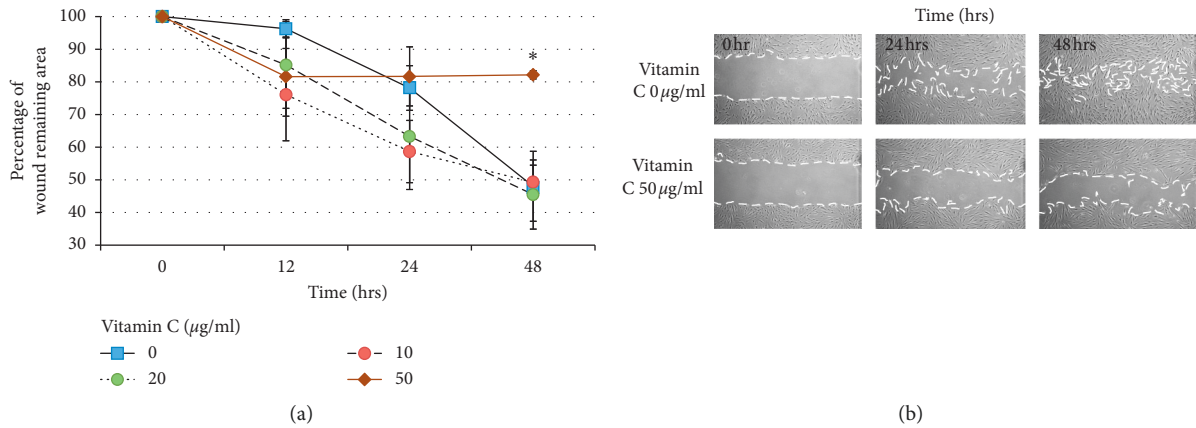 100
90
80
70
60
50
40
30
Percentage of
wound remaining area
*
0
12
24
48
Time (hrs)
Vitamin C (µg/ml)
0
10
20
50
(a)
Time (hrs)
0 hr
24 hrs
48 hrs
Vitamin
C 0 µg/ml
Vitamin
C 50 µg/ml
(b)